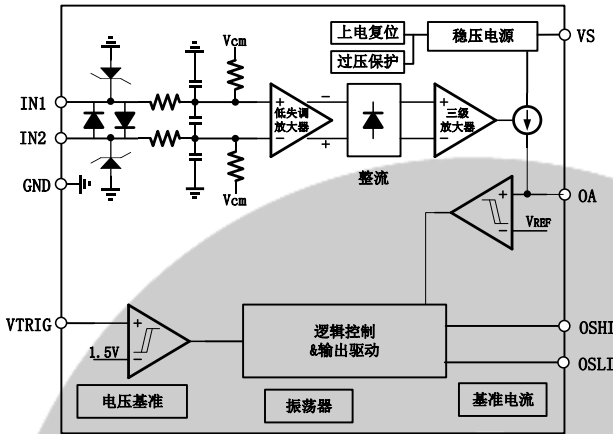 Vcm
上电复位
过压保护
稳压电源
VS
IN1
IN2
GND
+
−
低失调
放大器
−
+
整流
+
−
三级
放大器
Vcm
OA
+
−
VREF
VTRIG
+
−
1.5V
逻辑控制
&输出驱动
OSHI
OSLI
电压基准
振荡器
基准电流